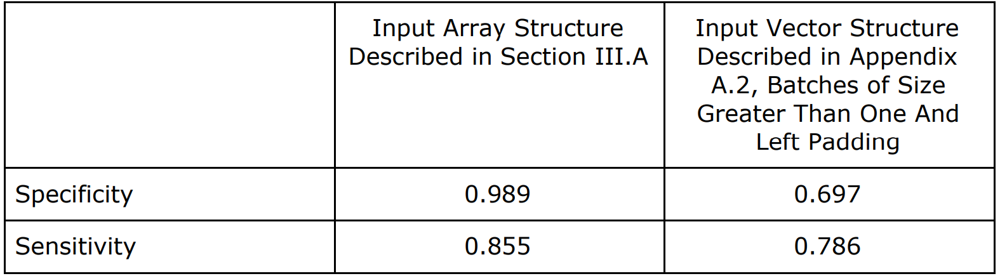 Input Array Structure
Described in Section III.A
Input Vector Structure
Described in Appendix
A.2, Batches of Size
Greater Than One And
Left Padding
Specificity 0.989 0.697
Sensitivity 0.855 0.786